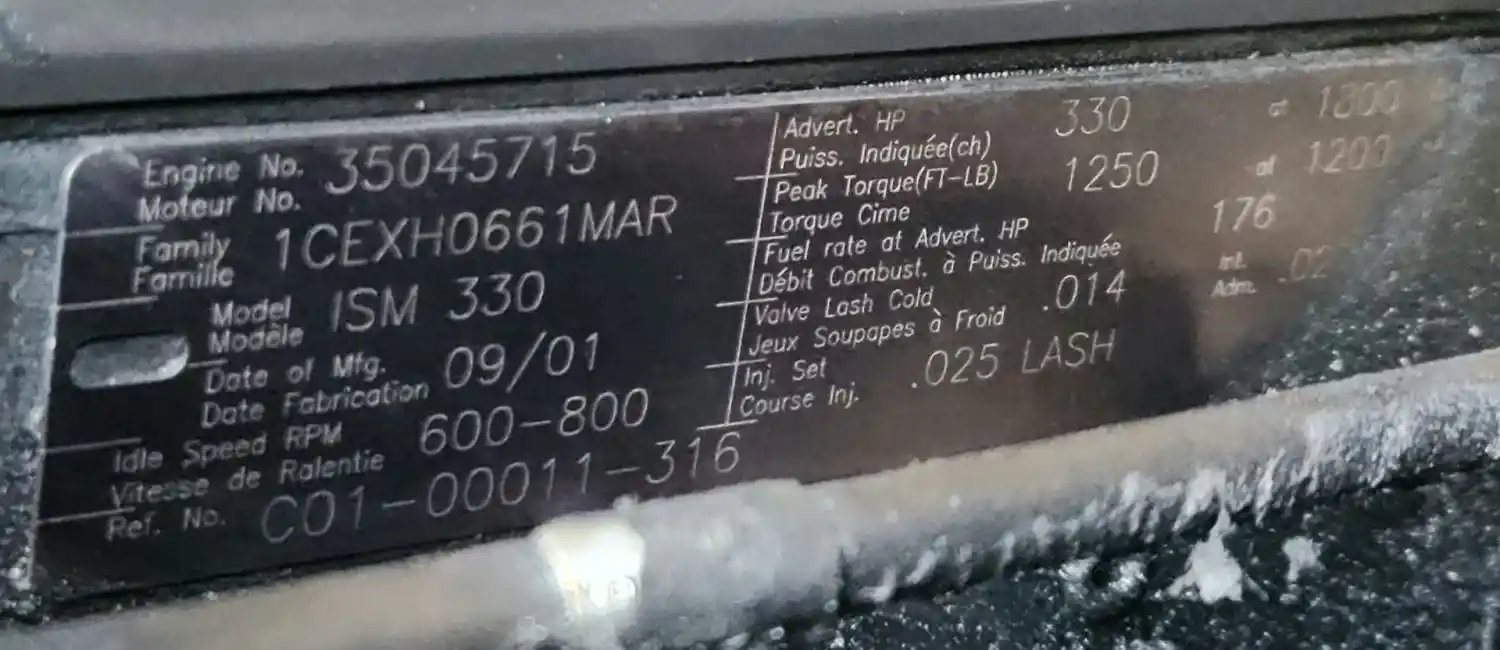 Engine No. 35045715
Moteur No.
Family 1CEXH0661MAR
Famille
Model ISM 330
Modèle
Date of Mfg. 09/01
Date Fabrication
Idle Speed RPM 600-800
Vitesse de Ralentie
Ref. No. C01-00011-316
Advert. HP 330 at 1800
Puiss. Indiquée(ch)
Peak Torque(FT-LB) 1250 at 1200
Torque Cime
Fuel rate at Advert. HP 176
Débit Combust. à Puiss. Indiquée
Valve Lash Cold .014 Int.
Jeux Soupapes à Froid Adm.
Inj. Set .025 LASH
Course Inj.